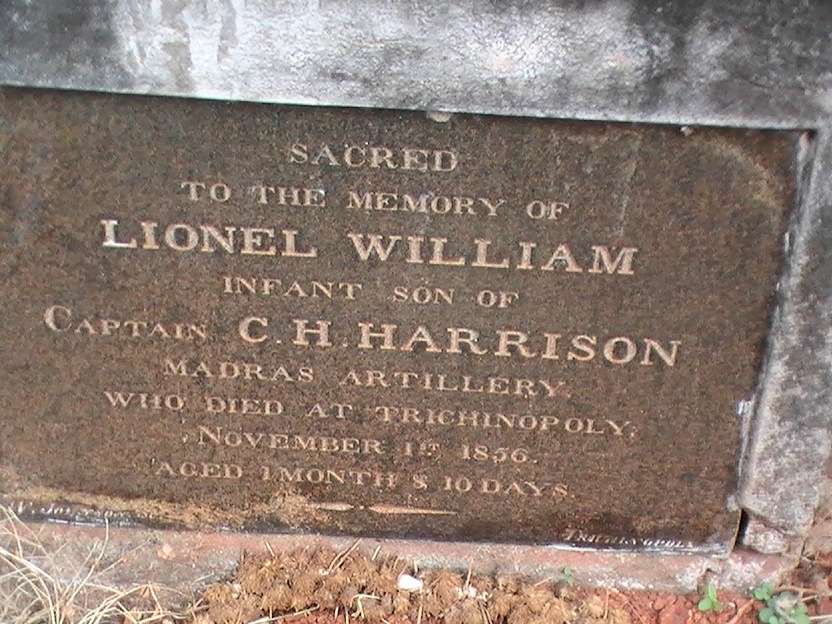 SACRED
TO THE MEMORY OF
LIONEL WILLIAM
INFANT SON OF
CAPTAIN C. H. HARRISON
MADRAS ARTILLERY,
WHO DIED AT TRICHINOPOLY,
NOVEMBER 1ST 1856.
AGED 1 MONTH & 10 DAYS.
TRICHINOPOLY